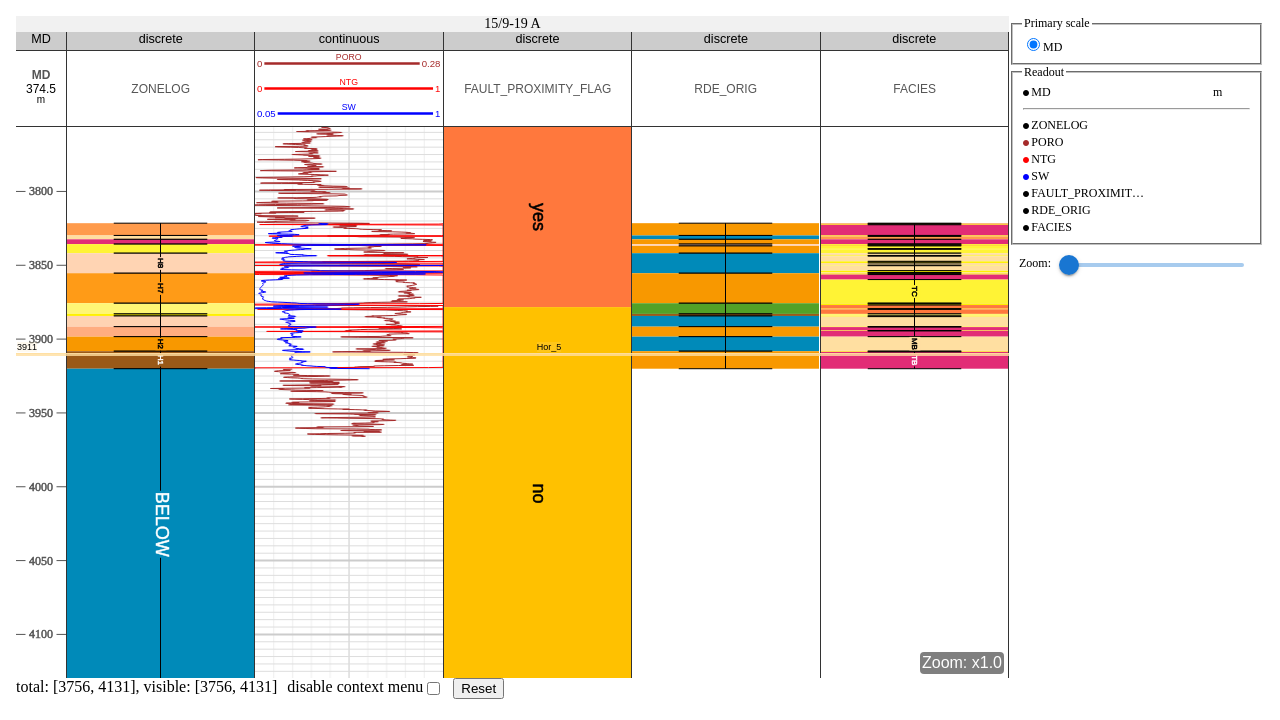 15/9-19 A
MD discrete continuous discrete discrete discrete
MD
374.5
m
ZONELOG
0 PORO 0.28
0 NTG 1
0.05 SW 1
FAULT_PROXIMITY_FLAG
RDE_ORIG
FACIES
3800
3850
3900
3911
3950
4000
4050
4100
H8
H7
H2
H1
BELOW
yes
Hor_5
no
TC
MB
TB
Zoom: x1.0
Primary scale
MD
Readout
MD m
ZONELOG
PORO
NTG
SW
FAULT_PROXIMIT…
RDE_ORIG
FACIES
Zoom:
total: [3756, 4131], visible: [3756, 4131] disable context menu Reset